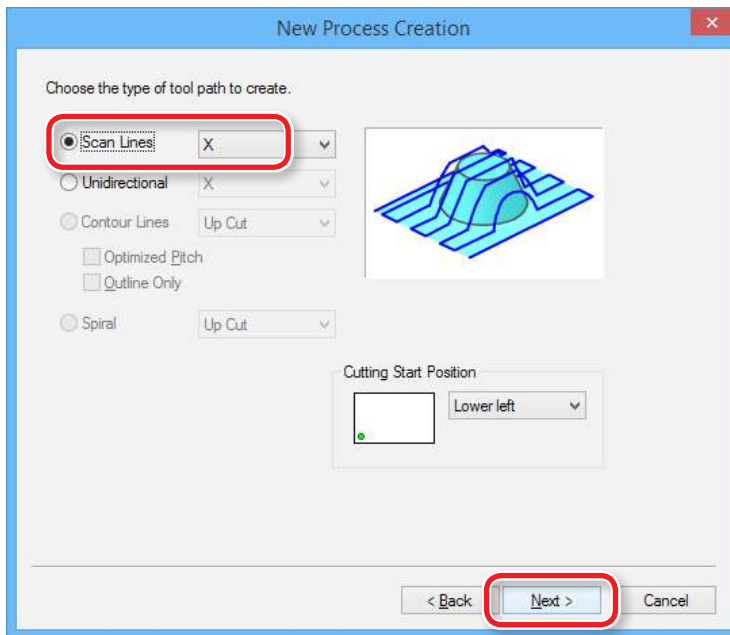 New Process Creation
Choose the type of tool path to create.
Scan Lines X
Unidirectional X
Contour Lines Up Cut
Optimized Pitch
Outline Only
Spiral Up Cut
Cutting Start Position
Lower left
< Back Next > Cancel